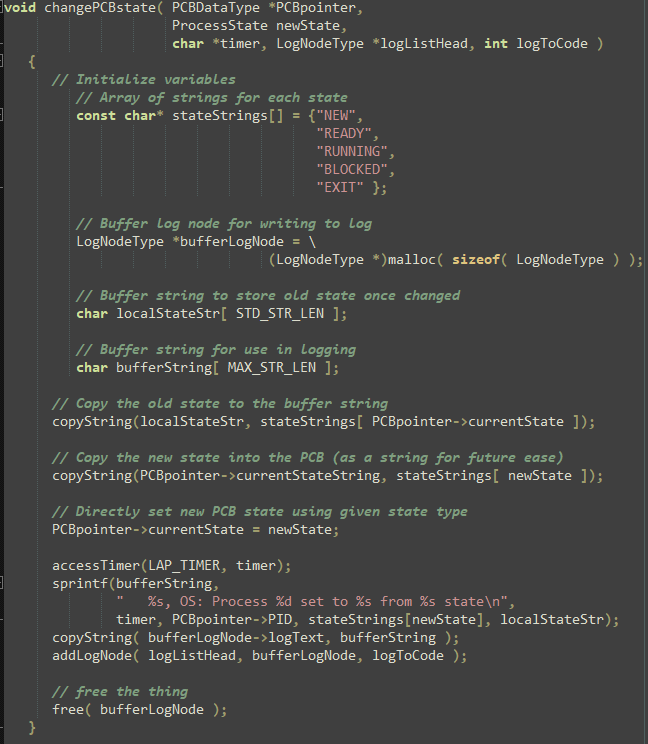 void changePCBstate( PCBDataType *PCBpointer,
                     ProcessState newState,
                     char *timer, LogNodeType *logListHead, int logToCode )
   {
      // Initialize variables
         // Array of strings for each state
         const char* stateStrings[] = {"NEW",
                                       "READY",
                                       "RUNNING",
                                       "BLOCKED",
                                       "EXIT" };

         // Buffer log node for writing to log
         LogNodeType *bufferLogNode = \
                                 (LogNodeType *)malloc( sizeof( LogNodeType ) );

         // Buffer string to store old state once changed
         char localStateStr[ STD_STR_LEN ];

         // Buffer string for use in logging
         char bufferString[ MAX_STR_LEN ];

      // Copy the old state to the buffer string
      copyString(localStateStr, stateStrings[ PCBpointer->currentState ]);

      // Copy the new state into the PCB (as a string for future ease)
      copyString(PCBpointer->currentStateString, stateStrings[ newState ]);

      // Directly set new PCB state using given state type
      PCBpointer->currentState = newState;

      accessTimer(LAP_TIMER, timer);
      sprintf(bufferString,
              "   %s, OS: Process %d set to %s from %s state\n",
              timer, PCBpointer->PID, stateStrings[newState], localStateStr);
      copyString( bufferLogNode->logText, bufferString );
      addLogNode( logListHead, bufferLogNode, logToCode );

      // free the thing
      free( bufferLogNode );
   }